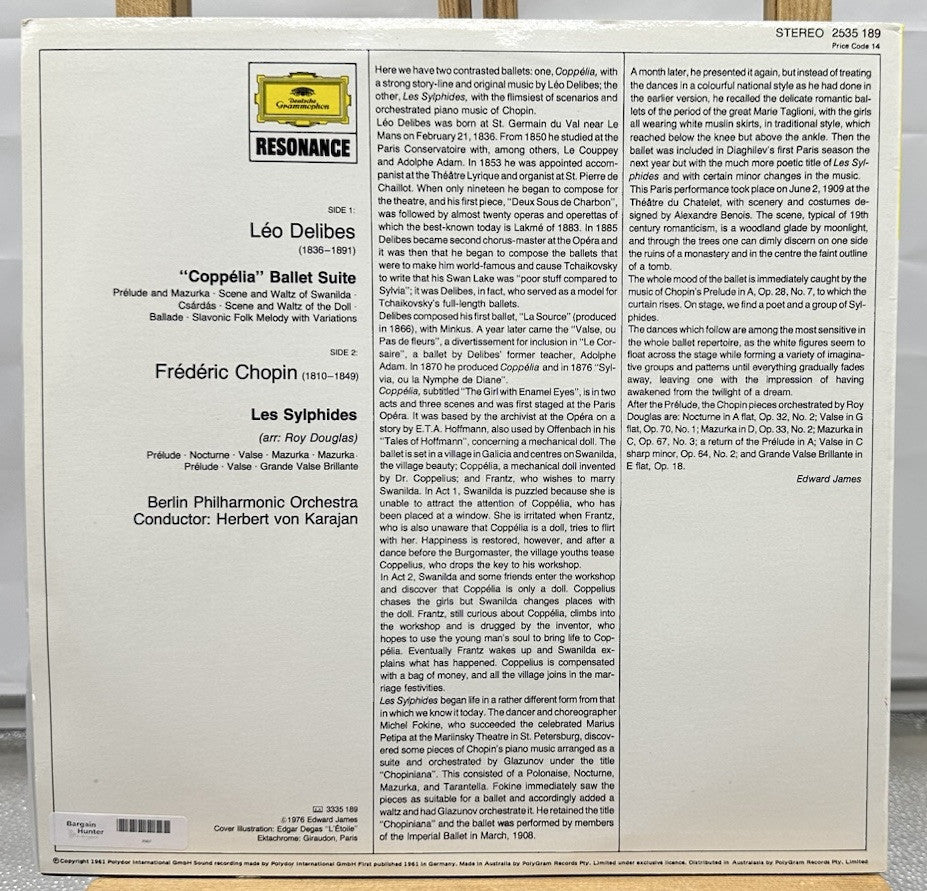 STEREO 2535 189
Price Code 14
Deutsche
Grammophon
RESONANCE
SIDE 1:
Léo Delibes
(1836–1891)
"Coppélia" Ballet Suite
Prélude and Mazurka · Scene and Waltz of Swanilda ·
Csárdás · Scene and Waltz of the Doll ·
Ballade · Slavonic Folk Melody with Variations
SIDE 2:
Frédéric Chopin (1810–1849)
Les Sylphides
(arr: Roy Douglas)
Prélude · Nocturne · Valse · Mazurka · Mazurka ·
Prélude · Valse · Grande Valse Brillante
Berlin Philharmonic Orchestra
Conductor: Herbert von Karajan
3335 189
©1976 Edward James
Cover Illustration: Edgar Degas "L'Étoile"
Ektachrome: Giraudon, Paris
Bargain
Hunter
Here we have two contrasted ballets: one, Coppélia, with
a strong story-line and original music by Léo Delibes; the
other, Les Sylphides, with the flimsiest of scenarios and
orchestrated piano music of Chopin.
Léo Delibes was born at St. Germain du Val near Le
Mans on February 21, 1836. From 1850 he studied at the
Paris Conservatoire with, among others, Le Couppey
and Adolphe Adam. In 1853 he was appointed accom-
panist at the Théâtre Lyrique and organist at St. Pierre de
Chaillot. When only nineteen he began to compose for
the theatre, and his first piece, "Deux Sous de Charbon",
was followed by almost twenty operas and operettas of
which the best-known today is Lakmé of 1883. In 1885
Delibes became second chorus-master at the Opéra and
it was then that he began to compose the ballets that
were to make him world-famous and cause Tchaikovsky
to write that his Swan Lake was "poor stuff compared to
Sylvia"; it was Delibes, in fact, who served as a model for
Tchaikovsky's full-length ballets.
Delibes composed his first ballet, "La Source" (produced
in 1866), with Minkus. A year later came the "Valse, ou
Pas de fleurs", a divertissement for inclusion in "Le Cor-
saire", a ballet by Delibes' former teacher, Adolphe
Adam. In 1870 he produced Coppélia and in 1876 "Syl-
via, ou la Nymphe de Diane".
Coppélia, subtitled "The Girl with Enamel Eyes", is in two
acts and three scenes and was first staged at the Paris
Opéra. It was based by the archivist at the Opéra on a
story by E.T.A. Hoffmann, also used by Offenbach in his
"Tales of Hoffmann", concerning a mechanical doll. The
ballet is set in a village in Galicia and centres on Swanilda,
the village beauty; Coppélia, a mechanical doll invented
by Dr. Coppelius; and Frantz, who wishes to marry
Swanilda. In Act 1, Swanilda is puzzled because she is
unable to attract the attention of Coppélia, who has
been placed at a window. She is irritated when Frantz,
who is also unaware that Coppélia is a doll, tries to flirt
with her. Happiness is restored, however, and after a
dance before the Burgomaster, the village youths tease
Coppelius, who drops the key to his workshop.
In Act 2, Swanilda and some friends enter the workshop
and discover that Coppélia is only a doll. Coppelius
chases the girls but Swanilda changes places with
the doll. Frantz, still curious about Coppélia, climbs into
the workshop and is drugged by the inventor, who
hopes to use the young man's soul to bring life to Cop-
pélia. Eventually Frantz wakes up and Swanilda ex-
plains what has happened. Coppelius is compensated
with a bag of money, and all the village joins in the mar-
riage festivities.
Les Sylphides began life in a rather different form from that
in which we know it today. The dancer and choreographer
Michel Fokine, who succeeded the celebrated Marius
Petipa at the Mariinsky Theatre in St. Petersburg, discov-
ered some pieces of Chopin's piano music arranged as a
suite and orchestrated by Glazunov under the title
"Chopiniana". This consisted of a Polonaise, Nocturne,
Mazurka, and Tarantella. Fokine immediately saw the
pieces as suitable for a ballet and accordingly added a
waltz and had Glazunov orchestrate it. He retained the title
"Chopiniana" and the ballet was performed by members
of the Imperial Ballet in March, 1908.
A month later, he presented it again, but instead of treating
the dances in a colourful national style as he had done in
the earlier version, he recalled the delicate romantic bal-
lets of the period of the great Marie Taglioni, with the girls
all wearing white muslin skirts, in traditional style, which
reached below the knee but above the ankle. Then the
ballet was included in Diaghilev's first Paris season the
next year but with the much more poetic title of Les Syl-
phides and with certain minor changes in the music.
This Paris performance took place on June 2, 1909 at the
Théâtre du Chatelet, with scenery and costumes de-
signed by Alexandre Benois. The scene, typical of 19th
century romanticism, is a woodland glade by moonlight,
and through the trees one can dimly discern on one side
the ruins of a monastery and in the centre the faint outline
of a tomb.
The whole mood of the ballet is immediately caught by the
music of Chopin's Prelude in A, Op. 28, No. 7, to which the
curtain rises. On stage, we find a poet and a group of Syl-
phides.
The dances which follow are among the most sensitive in
the whole ballet repertoire, as the white figures seem to
float across the stage while forming a variety of imagina-
tive groups and patterns until everything gradually fades
away, leaving one with the impression of having
awakened from the twilight of a dream.
After the Prélude, the Chopin pieces orchestrated by Roy
Douglas are: Nocturne in A flat, Op. 32, No. 2; Valse in G
flat, Op. 70, No. 1; Mazurka in D, Op. 33, No. 2; Mazurka in
C, Op. 67, No. 3; a return of the Prélude in A; Valse in C
sharp minor, Op. 64, No. 2; and Grande Valse Brillante in
E flat, Op. 18.
Edward James
©Copyright 1961 Polydor International GmbH Sound recording made by Polydor International GmbH First published 1961 in Germany. Made in Australia by PolyGram Records Pty. Limited under exclusive licence. Distributed in Australasia by PolyGram Records Pty. Limited